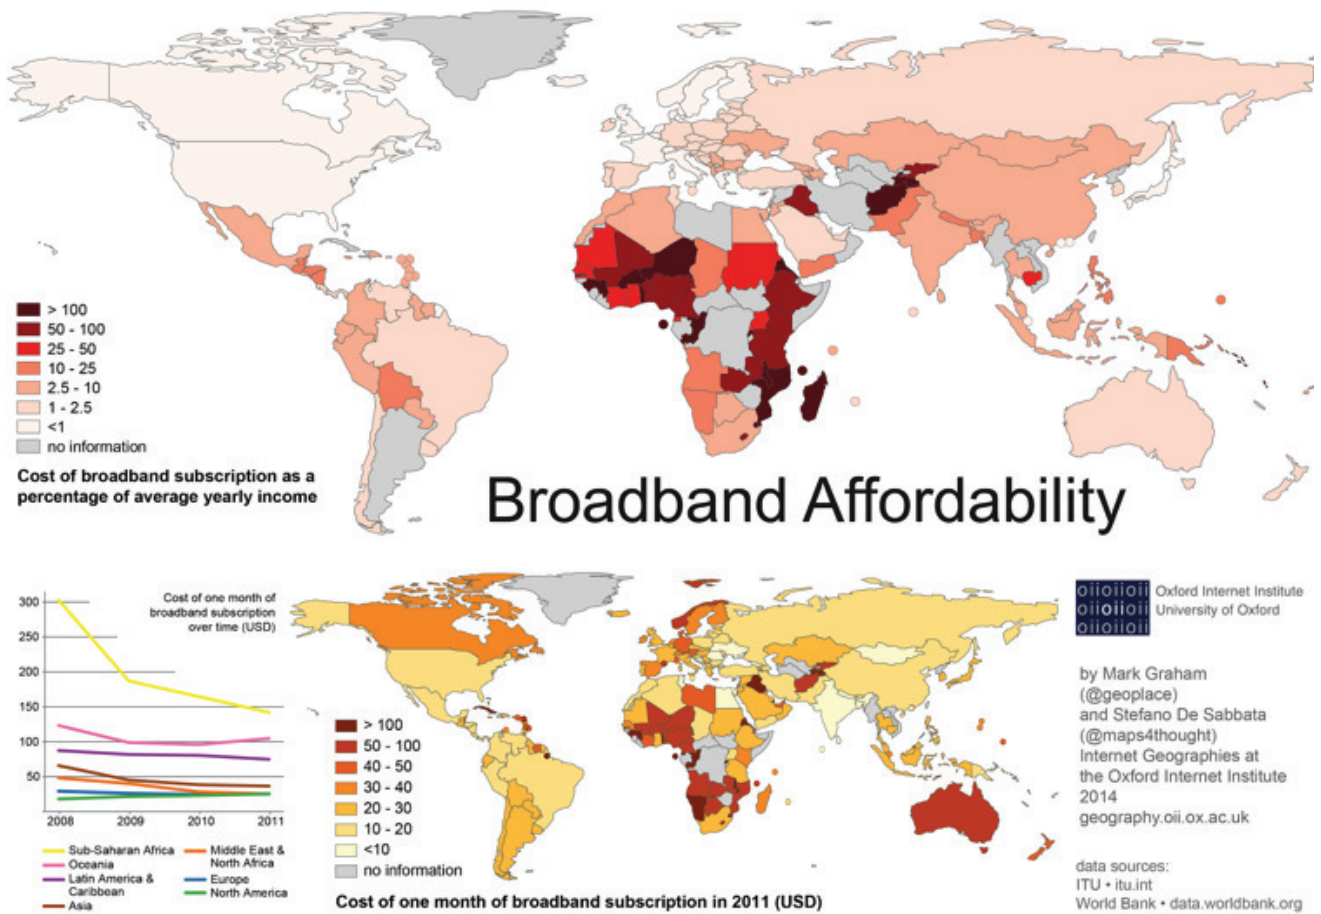 > 100
50 - 100
25 - 50
10 - 25
2.5 - 10
1 - 2.5
<1
no information
Cost of broadband subscription as a
percentage of average yearly income
Broadband Affordability
Cost of one month of
broadband subscription
over time (USD)
300
250
200
150
100
50
2008
2009
2010
2011
Sub-Saharan Africa
Oceania
Latin America &
Caribbean
Asia
Middle East &
North Africa
Europe
North America
> 100
50 - 100
40 - 50
30 - 40
20 - 30
10 - 20
<10
no information
Cost of one month of broadband subscription in 2011 (USD)
OiiOiiOii
OiiOiiOii
OiiOiiOii
Oxford Internet Institute
University of Oxford
by Mark Graham
(@geoplace)
and Stefano De Sabbata
(@maps4thought)
Internet Geographies at
the Oxford Internet Institute
2014
geography.oii.ox.ac.uk
data sources:
ITU • itu.int
World Bank • data.worldbank.org